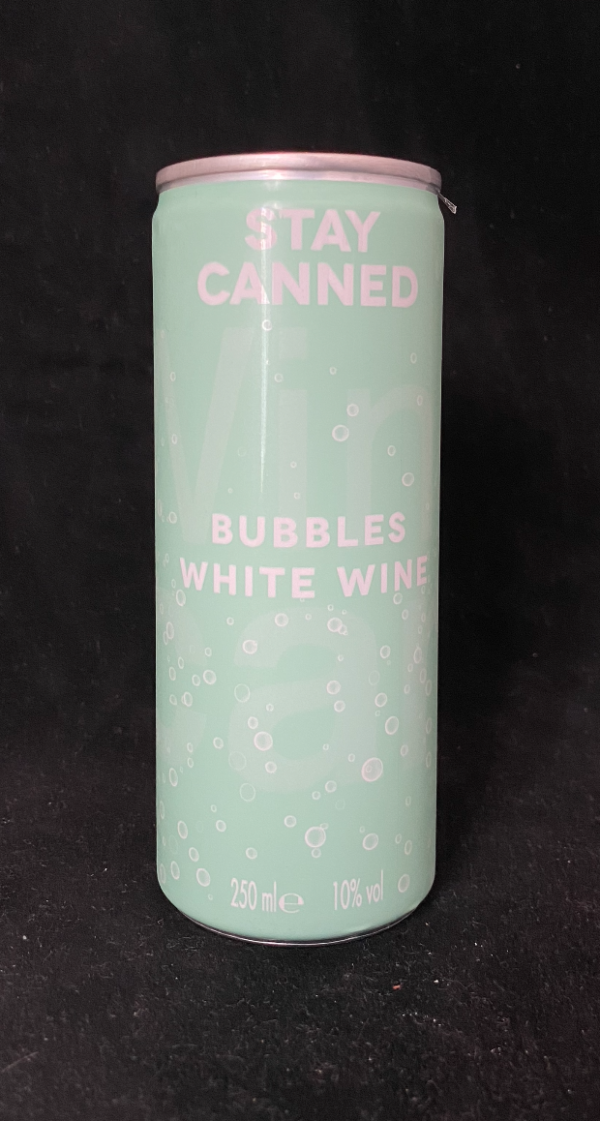 STAY
CANNED
BUBBLES
WHITE WINE
250 ml e 10% vol